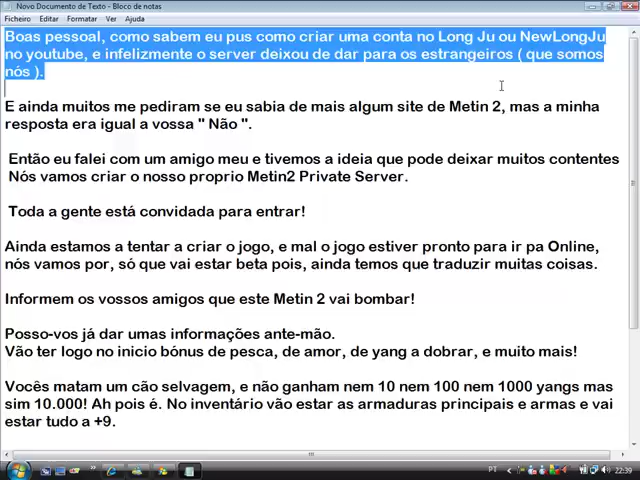 Novo Documento de Texto - Bloco de notas
Ficheiro Editar Formatar Ver Ajuda
Boas pessoal, como sabem eu pus como criar uma conta no Long Ju ou NewLongJu
no youtube, e infelizmente o server deixou de dar para os estrangeiros ( que somos
nós ).
E ainda muitos me pediram se eu sabia de mais algum site de Metin 2, mas a minha
resposta era igual a vossa " Não ".
Então eu falei com um amigo meu e tivemos a ideia que pode deixar muitos contentes
Nós vamos criar o nosso proprio Metin2 Private Server.
Toda a gente está convidada para entrar!
Ainda estamos a tentar a criar o jogo, e mal o jogo estiver pronto para ir pa Online,
nós vamos por, só que vai estar beta pois, ainda temos que traduzir muitas coisas.
Informem os vossos amigos que este Metin 2 vai bombar!
Posso-vos já dar umas informações ante-mão.
Vão ter logo no inicio bónus de pesca, de amor, de yang a dobrar, e muito mais!
Vocês matam um cão selvagem, e não ganham nem 10 nem 100 nem 1000 yangs mas
sim 10.000! Ah pois é. No inventário vão estar as armaduras principais e armas e vai
estar tudo a +9.
PT 22:39